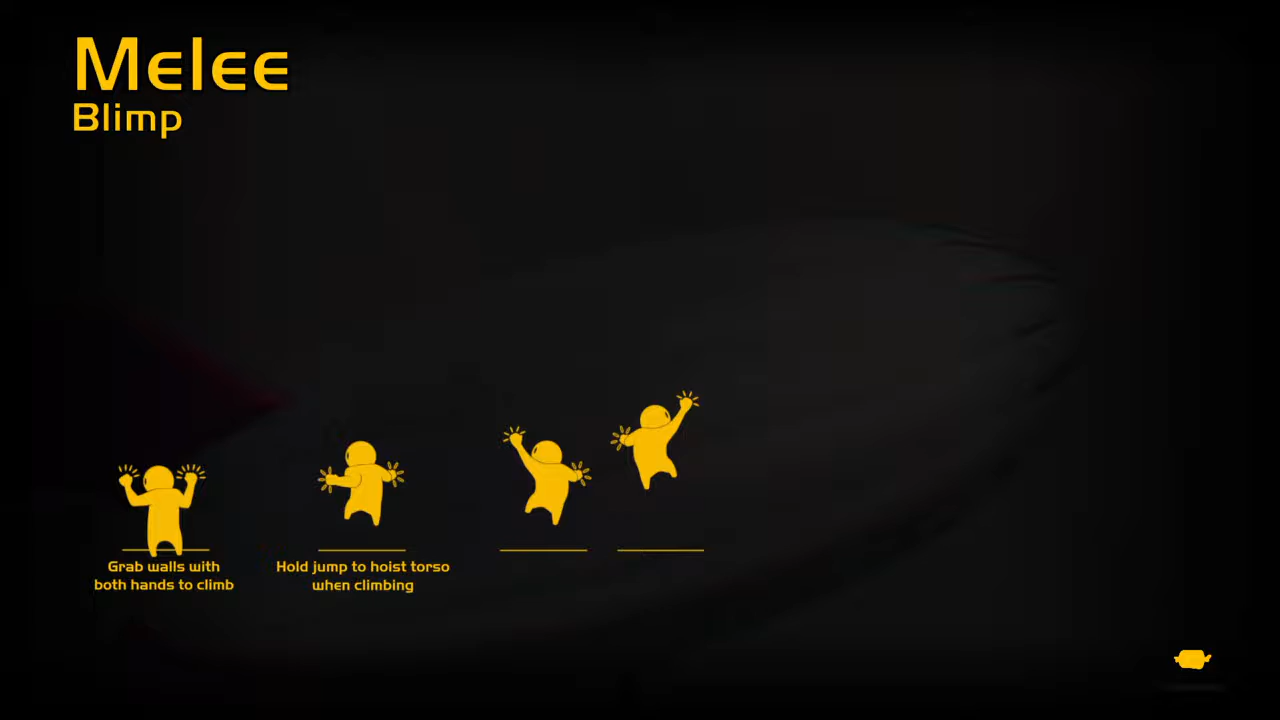 Melee
Blimp
Grab walls with
both hands to climb
Hold jump to hoist torso
when climbing